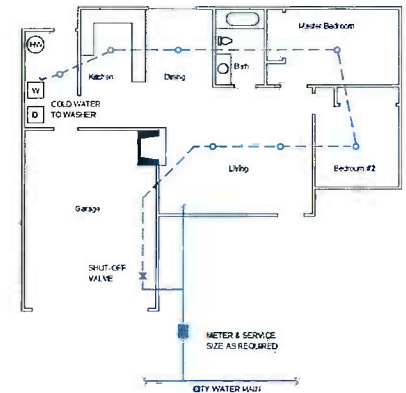 HW
Master Bedroom
Kitchen
Dining
Bath
W
COLD WATER
TO WASHER
D
Living
Bedroom #2
Garage
SHUT-OFF
VALVE
METER & SERVICE
SIZE AS REQUIRED
CITY WATER MAIN